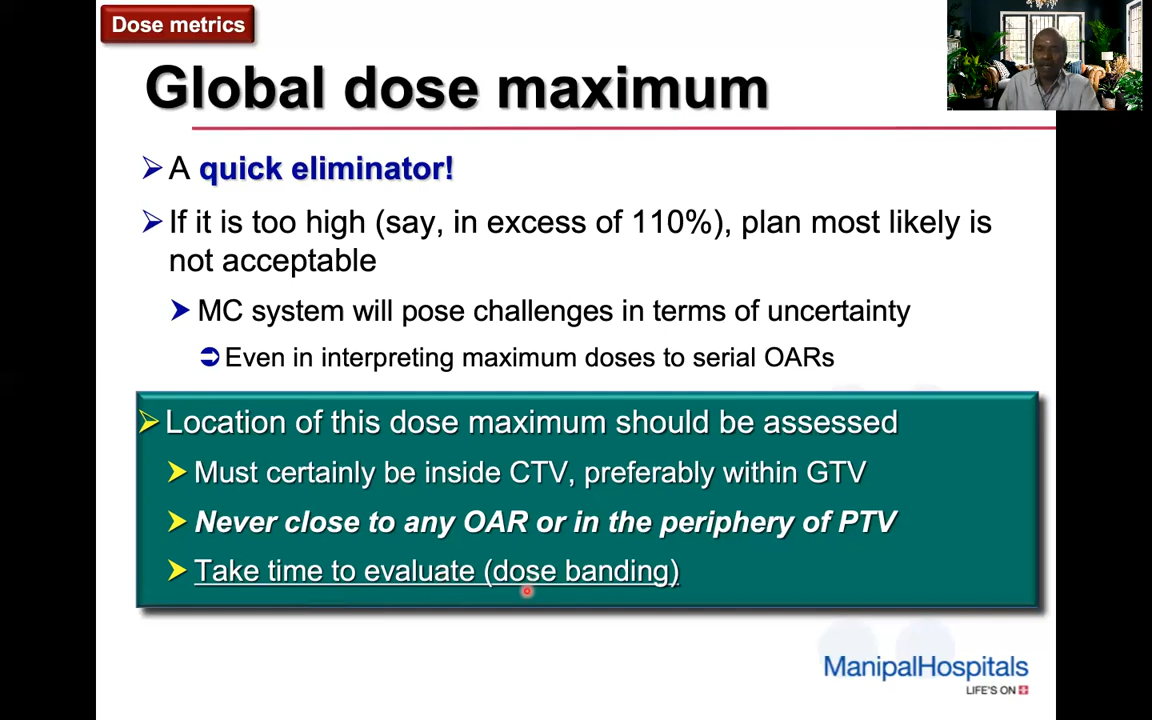 Dose metrics
Global dose maximum
A quick eliminator!
If it is too high (say, in excess of 110%), plan most likely is
not acceptable
MC system will pose challenges in terms of uncertainty
Even in interpreting maximum doses to serial OARs
Location of this dose maximum should be assessed
Must certainly be inside CTV, preferably within GTV
Never close to any OAR or in the periphery of PTV
Take time to evaluate (dose banding)
ManipalHospitals
LIFE'S ON